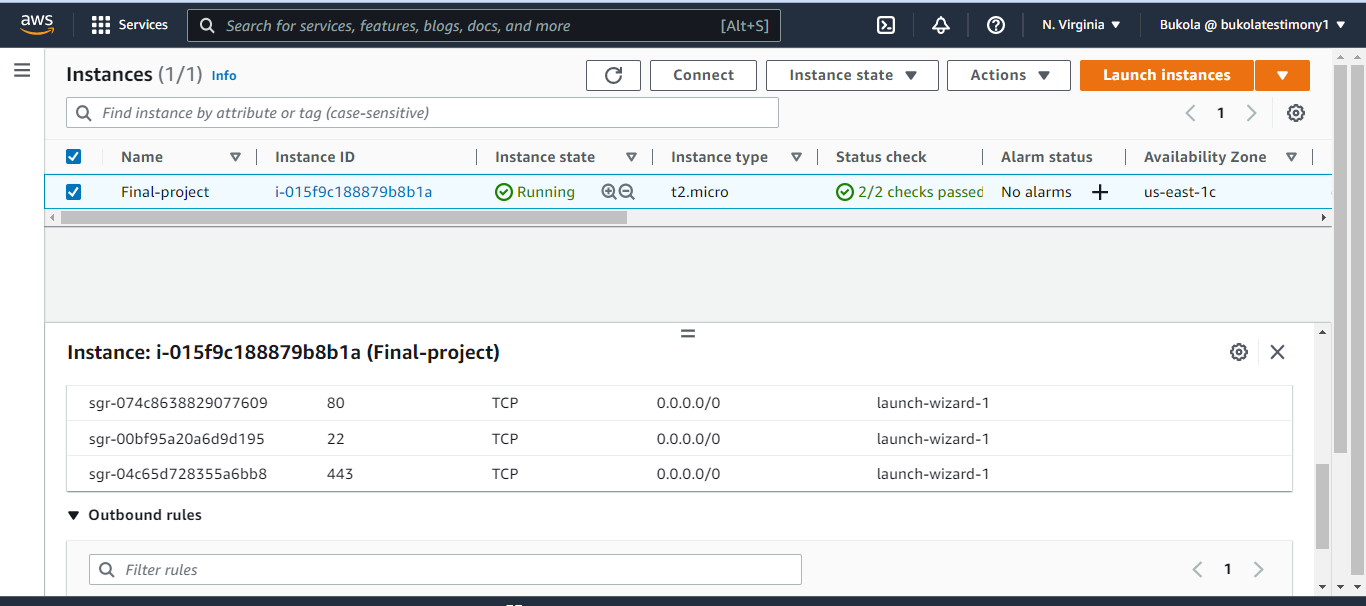 aws Services Search for services, features, blogs, docs, and more [Alt+S] N. Virginia Bukola @ bukolatestimony1
Instances (1/1) Info Connect Instance state Actions Launch instances
Find instance by attribute or tag (case-sensitive) 1
Name Instance ID Instance state Instance type Status check Alarm status Availability Zone
Final-project i-015f9c188879b8b1a Running t2.micro 2/2 checks passed No alarms us-east-1c
Instance: i-015f9c188879b8b1a (Final-project)
sgr-074c8638829077609 80 TCP 0.0.0.0/0 launch-wizard-1
sgr-00bf95a20a6d9d195 22 TCP 0.0.0.0/0 launch-wizard-1
sgr-04c65d728355a6bb8 443 TCP 0.0.0.0/0 launch-wizard-1
Outbound rules
Filter rules 1